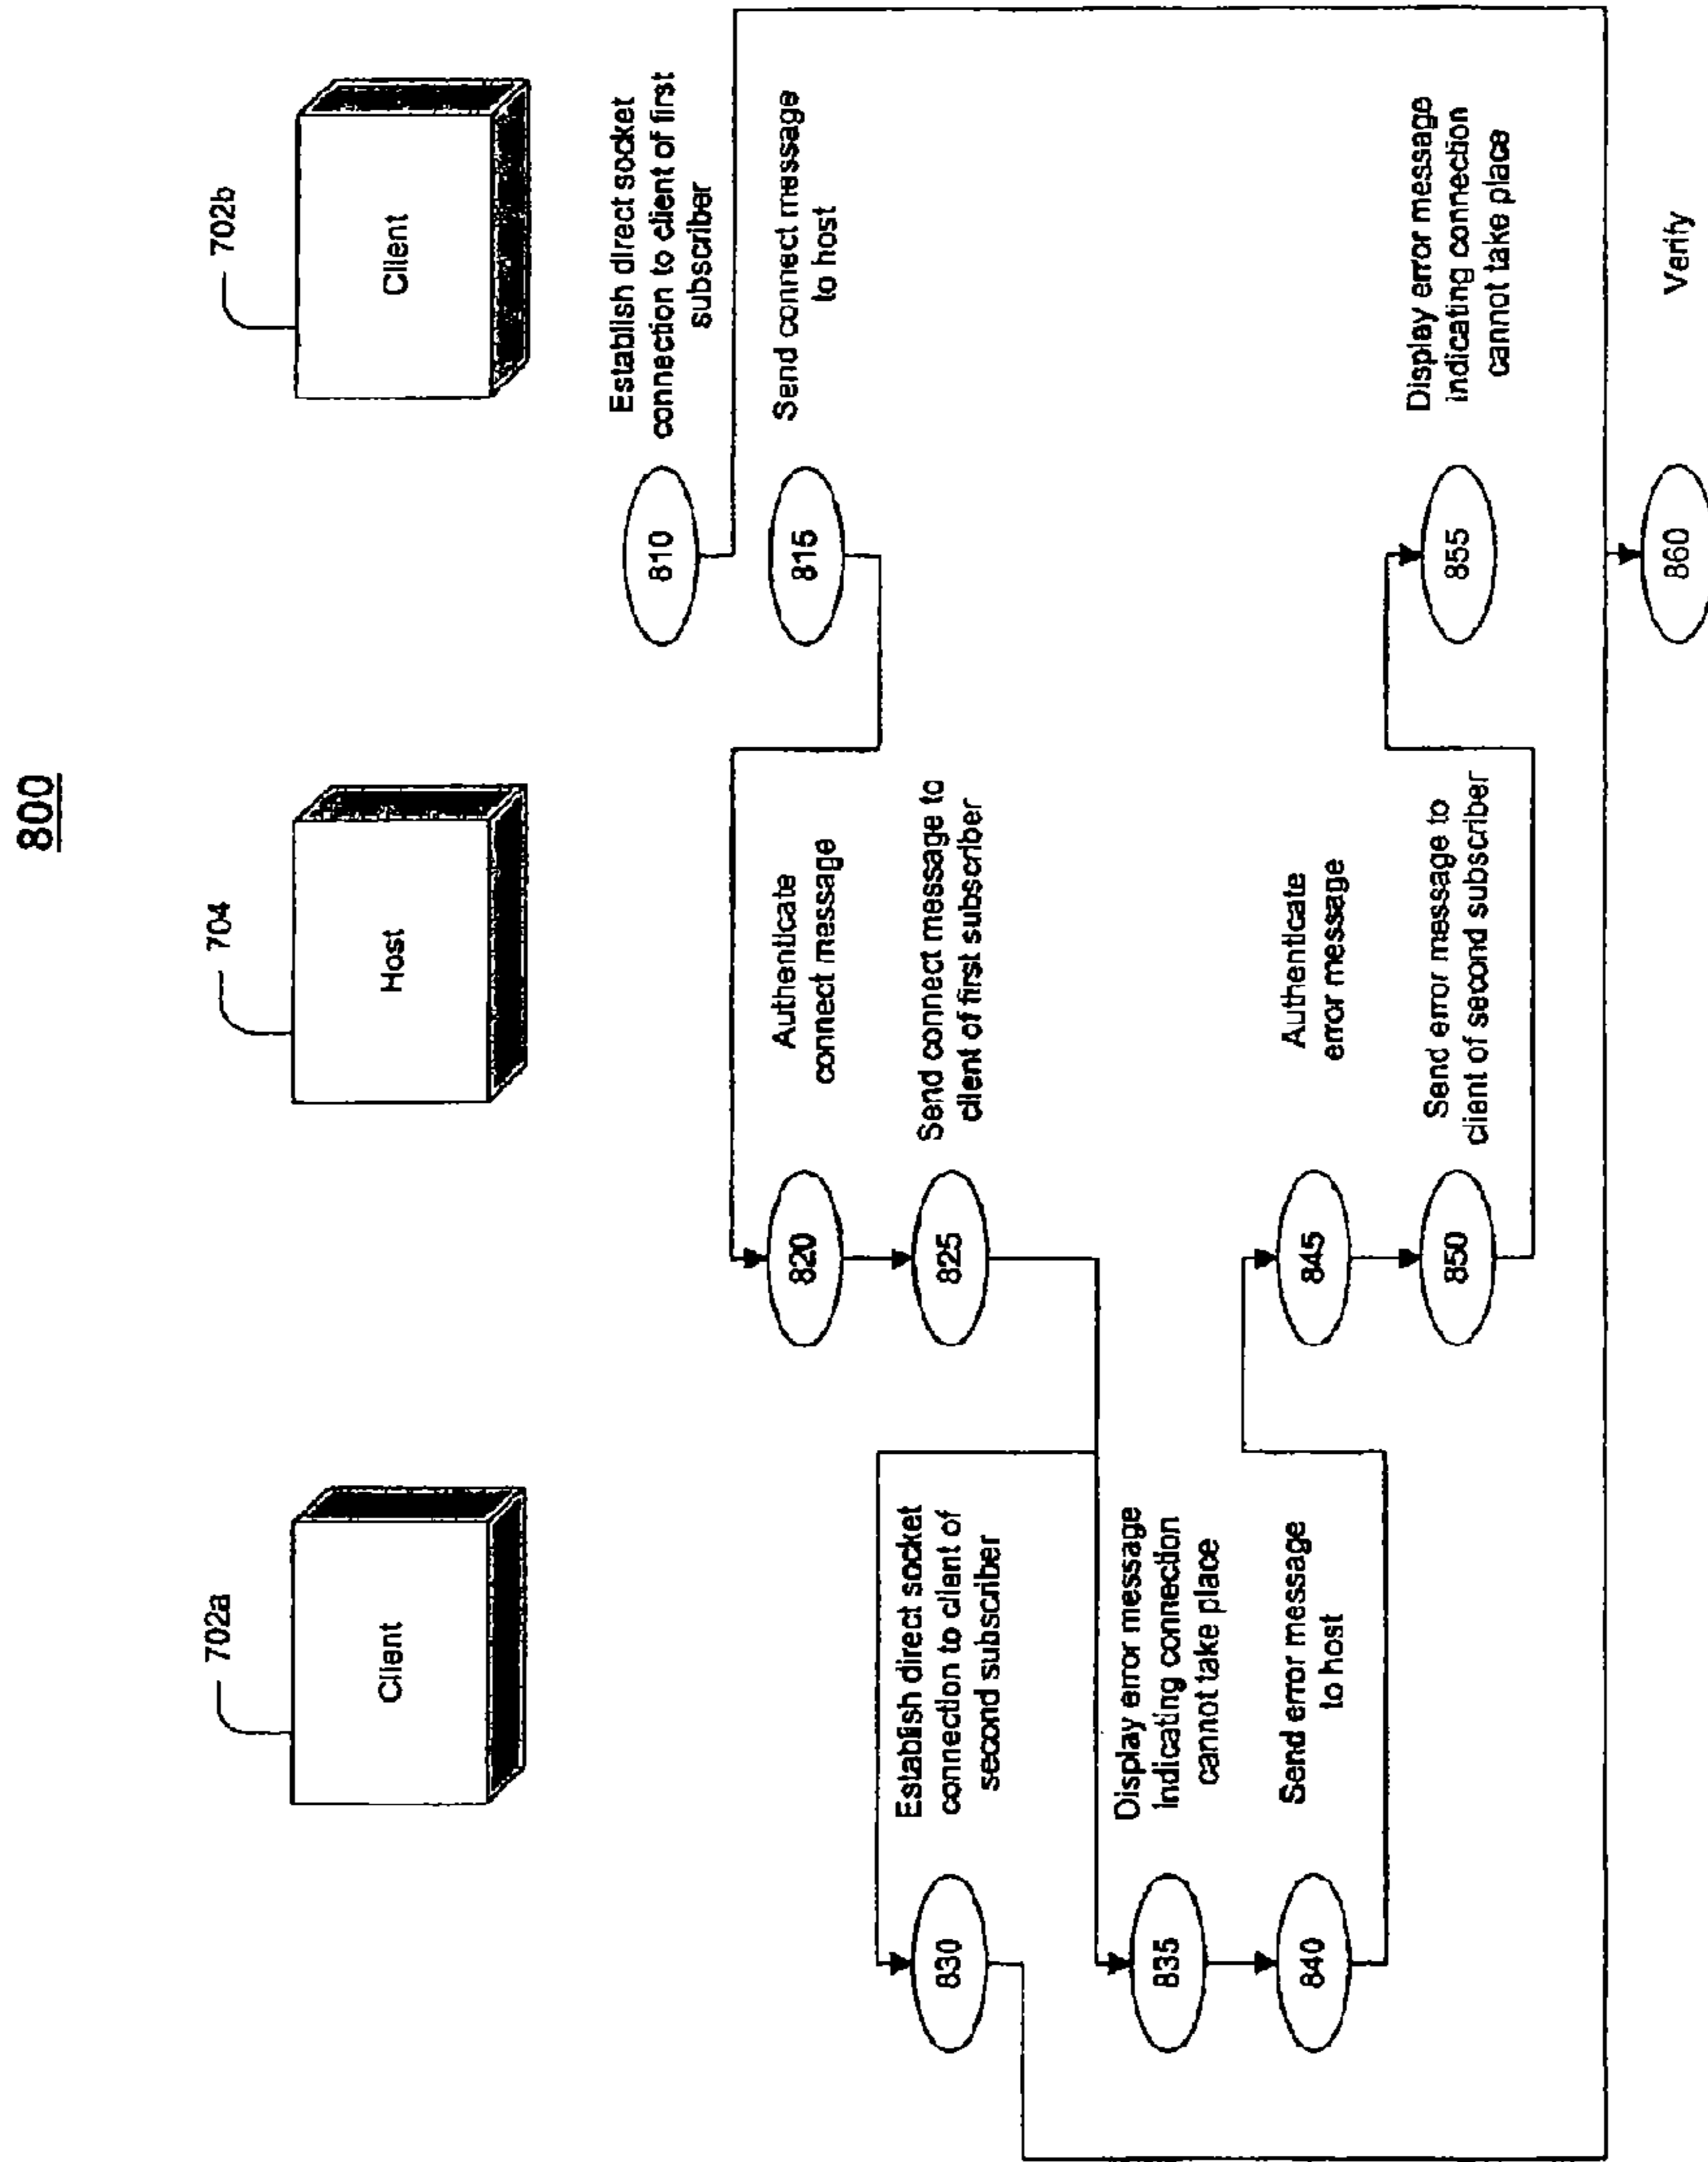 800
702a
704
702b
Client
Host
Client
810
Establish direct socket
connection to client of first
subscriber
815
Send connect message
to host
820
Authenticate
connect message
825
Send connect message to
client of first subscriber
830
Establish direct socket
connection to client of
second subscriber
835
Display error message
indicating connection
cannot take place
840
Send error message
to host
845
Authenticate
error message
850
Send error message to
client of second subscriber
855
Display error message
indicating connection
cannot take place
860
Verify